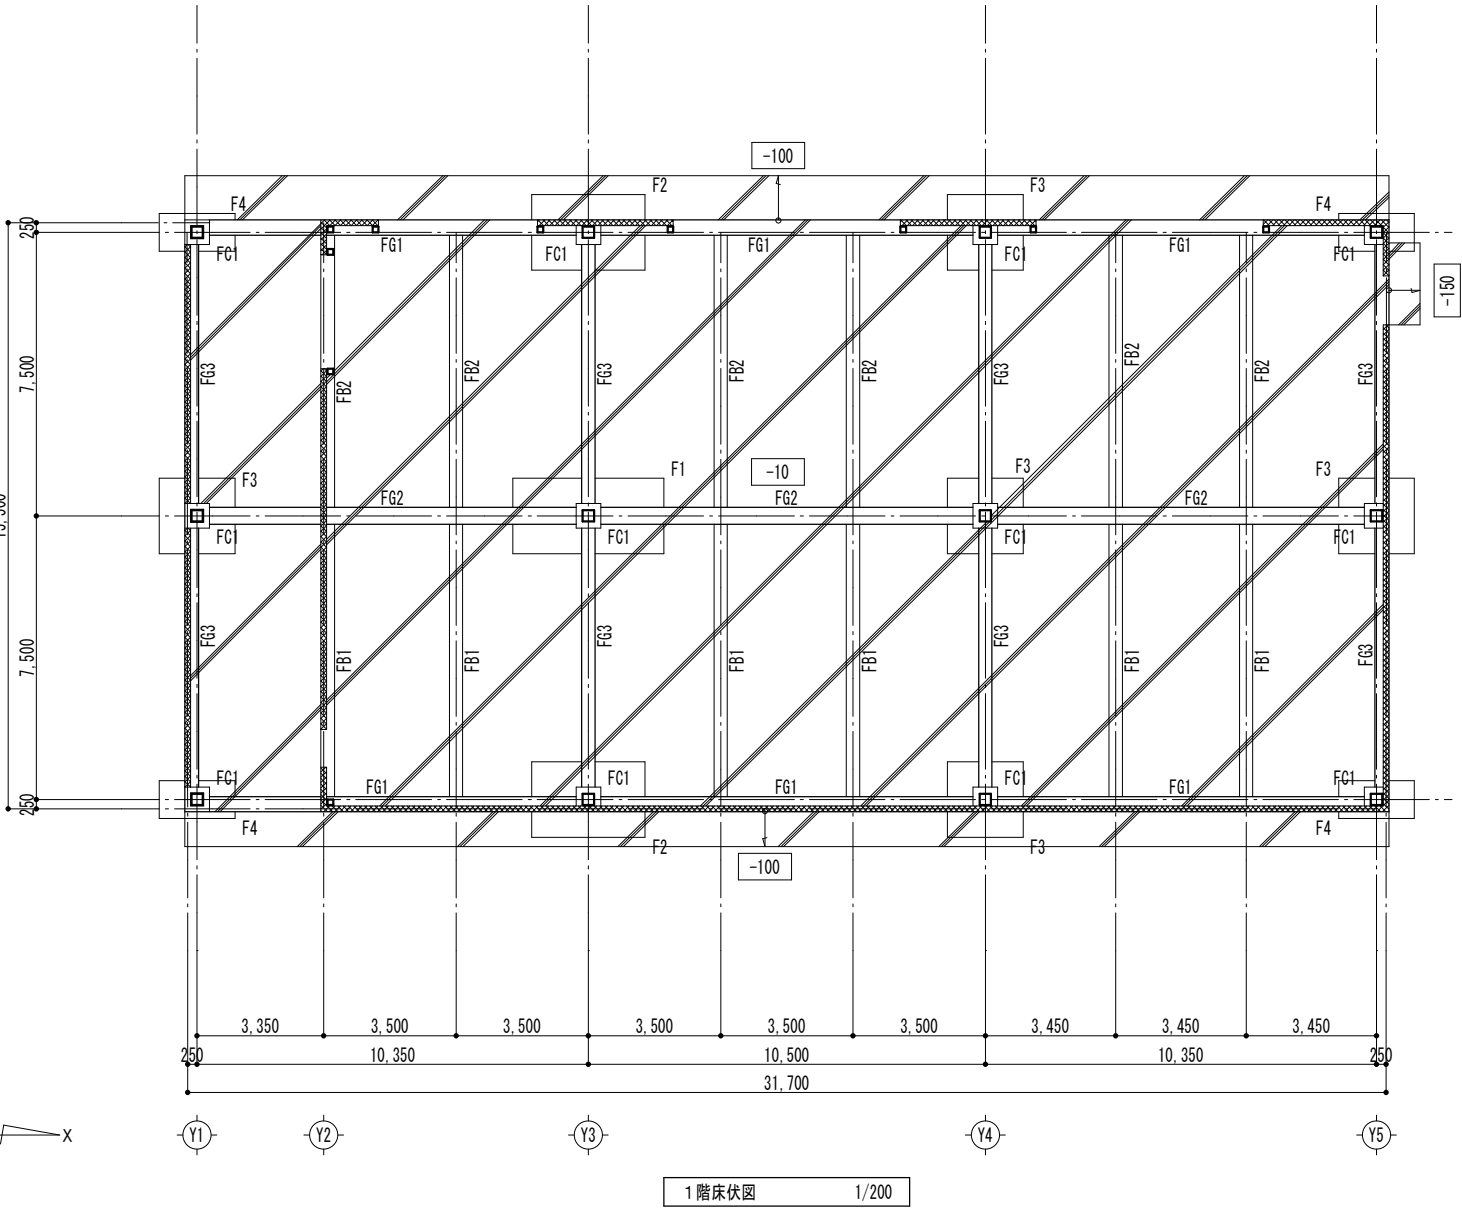 -100
F2
F3
F4
F4
250
FC1
FG1
FC1
FG1
FC1
FG1
FC1
-150
7,500
FG3
FB2
FB2
FG3
FB2
FB2
FG3
FB2
FB2
FG3
F3
F1
-10
F3
F3
FG2
FG2
FG2
FC1
FC1
FC1
FC1
7,500
FG3
FB1
FB1
FG3
FB1
FB1
FG3
FB1
FB1
FG3
FC1
FG1
FC1
FG1
FC1
FG1
FC1
250
F4
F2
F3
F4
-100
3,350
3,500
3,500
3,500
3,500
3,500
3,450
3,450
3,450
250
10,350
10,500
10,350
250
31,700
X
Y1
Y2
Y3
Y4
Y5
1階床伏図 1/200